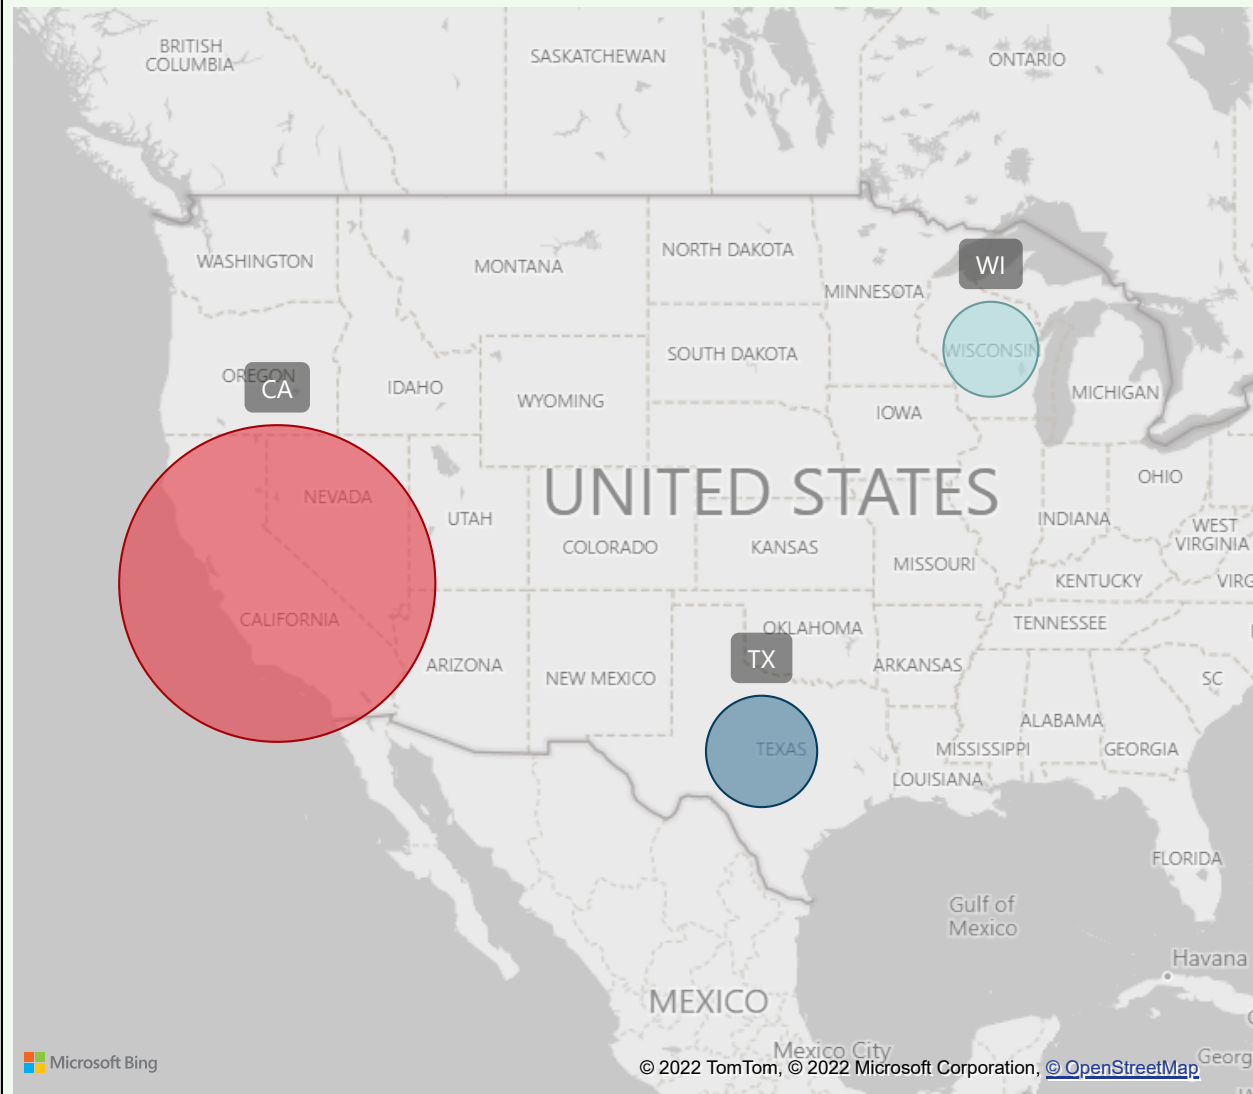 BRITISH
COLUMBIA
SASKATCHEWAN
ONTARIO
WASHINGTON
MONTANA
NORTH DAKOTA
MINNESOTA
WI
WISCONSIN
SOUTH DAKOTA
OREGON
CA
IDAHO
WYOMING
IOWA
MICHIGAN
UNITED STATES
NEVADA
UTAH
COLORADO
KANSAS
MISSOURI
INDIANA
OHIO
WEST
VIRGINIA
KENTUCKY
VIRG
CALIFORNIA
ARIZONA
NEW MEXICO
OKLAHOMA
TX
TEXAS
ARKANSAS
TENNESSEE
SC
ALABAMA
MISSISSIPPI
GEORGIA
LOUISIANA
FLORIDA
Gulf of
Mexico
Havana
MEXICO
Mexico City
Georg
Microsoft Bing
© 2022 TomTom, © 2022 Microsoft Corporation, © OpenStreetMap